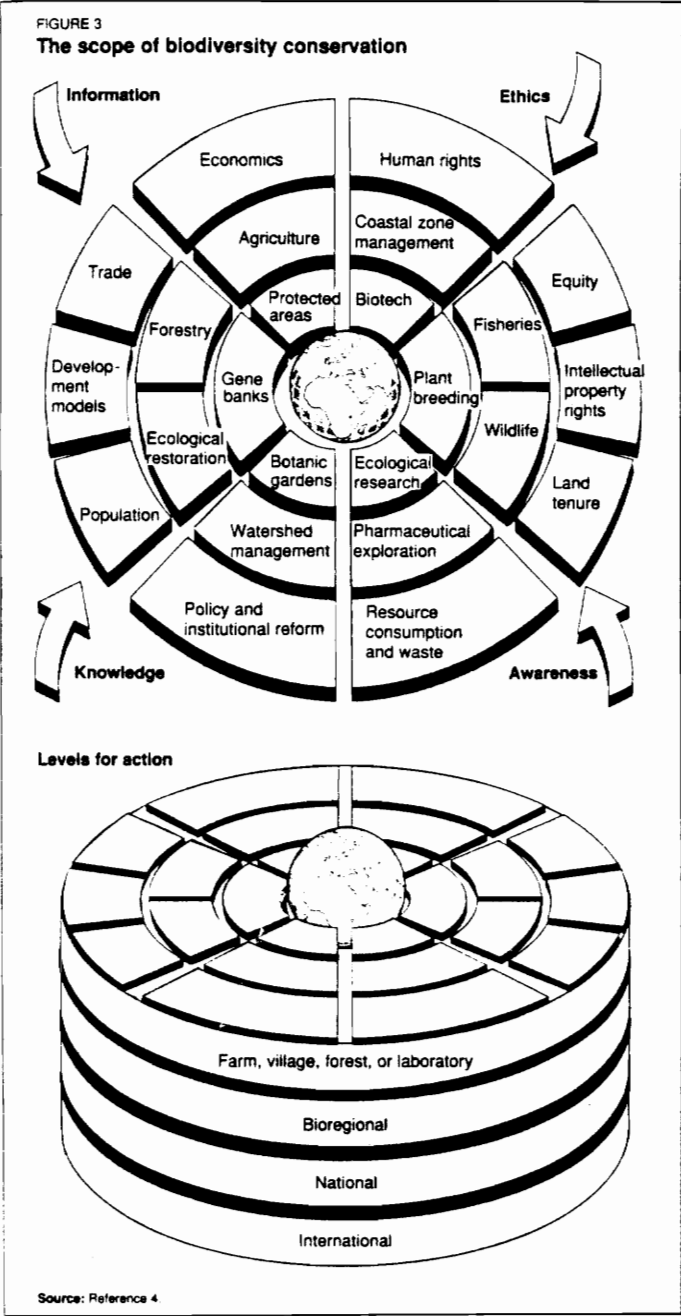 FIGURE 3
The scope of biodiversity conservation
Information
Ethics
Economics
Human rights
Agriculture
Coastal zone
management
Trade
Equity
Protected
areas
Biotech
Forestry
Fisheries
Develop-
ment
models
Gene
banks
Plant
breeding
Intellectual
property
rights
Ecological
restoration
Wildlife
Botanic
gardens
Ecological
research
Population
Land
tenure
Watershed
management
Pharmaceutical
exploration
Policy and
institutional reform
Resource
consumption
and waste
Knowledge
Awareness
Levels for action
Farm, village, forest, or laboratory
Bioregional
National
International
Source: Reference 4.